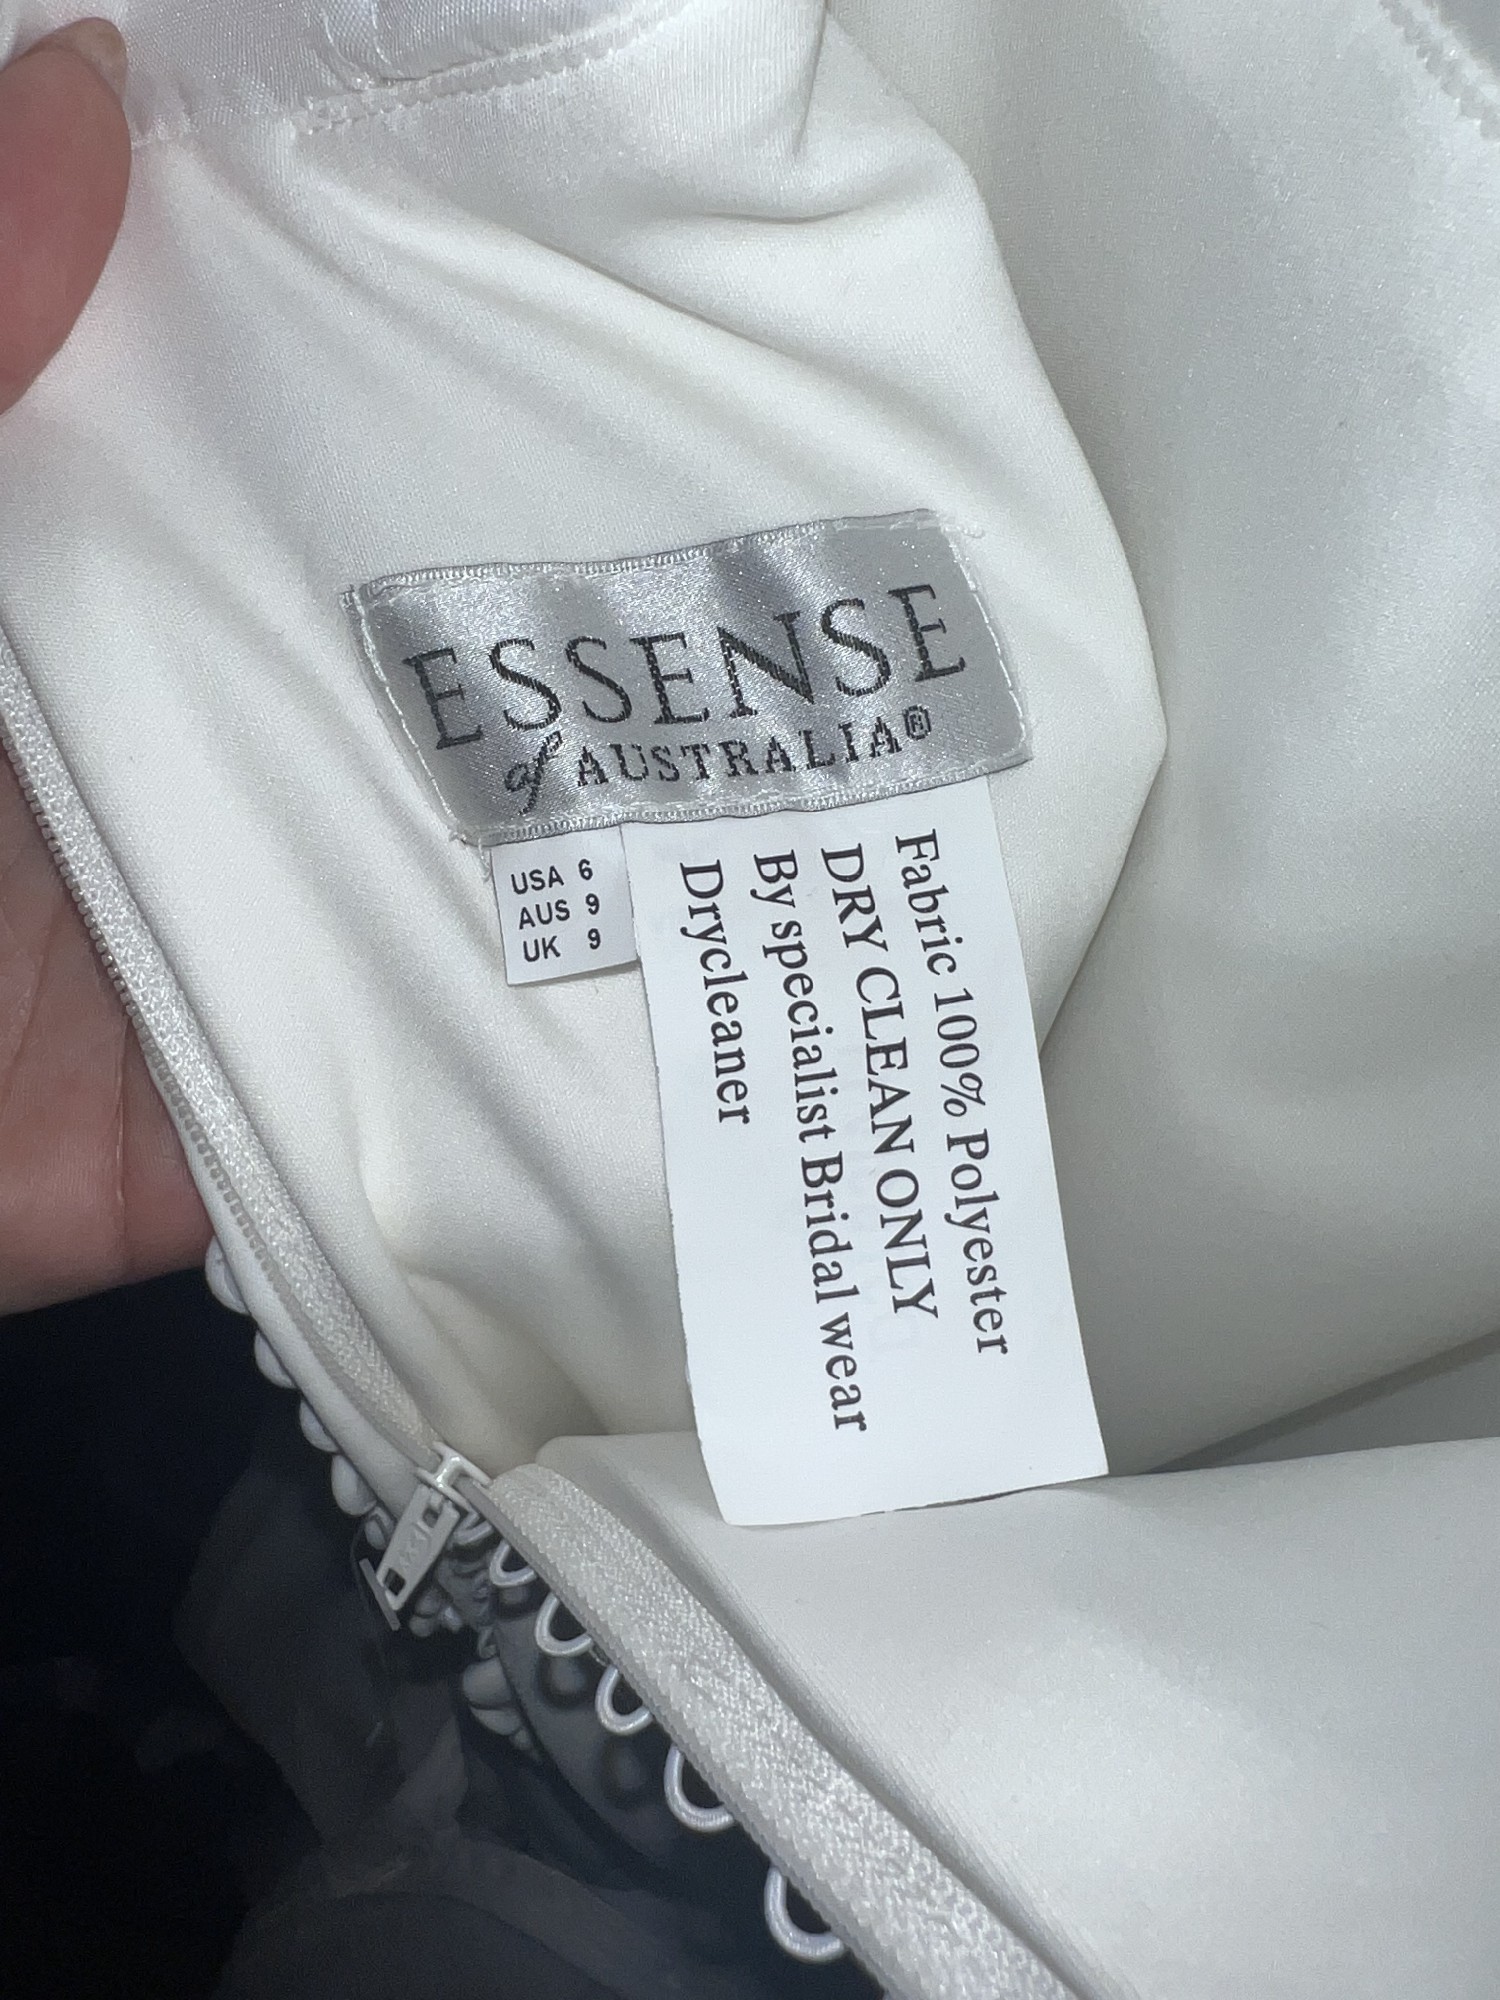 ESSENSE
of AUSTRALIA®
USA 6
AUS 9
UK 9
Fabric 100% Polyester
DRY CLEAN ONLY
By specialist Bridal wear
Drycleaner